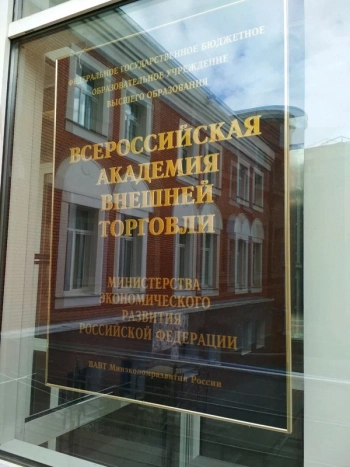 ФЕДЕРАЛЬНОЕ ГОСУДАРСТВЕННОЕ БЮДЖЕТНОЕ
ОБРАЗОВАТЕЛЬНОЕ УЧРЕЖДЕНИЕ
ВЫСШЕГО ОБРАЗОВАНИЯ
ВСЕРОССИЙСКАЯ
АКАДЕМИЯ
ВНЕШНЕЙ
ТОРГОВЛИ
МИНИСТЕРСТВА
ЭКОНОМИЧЕСКОГО
РАЗВИТИЯ
РОССИЙСКОЙ ФЕДЕРАЦИИ
ВАВТ Минэкономразвития России